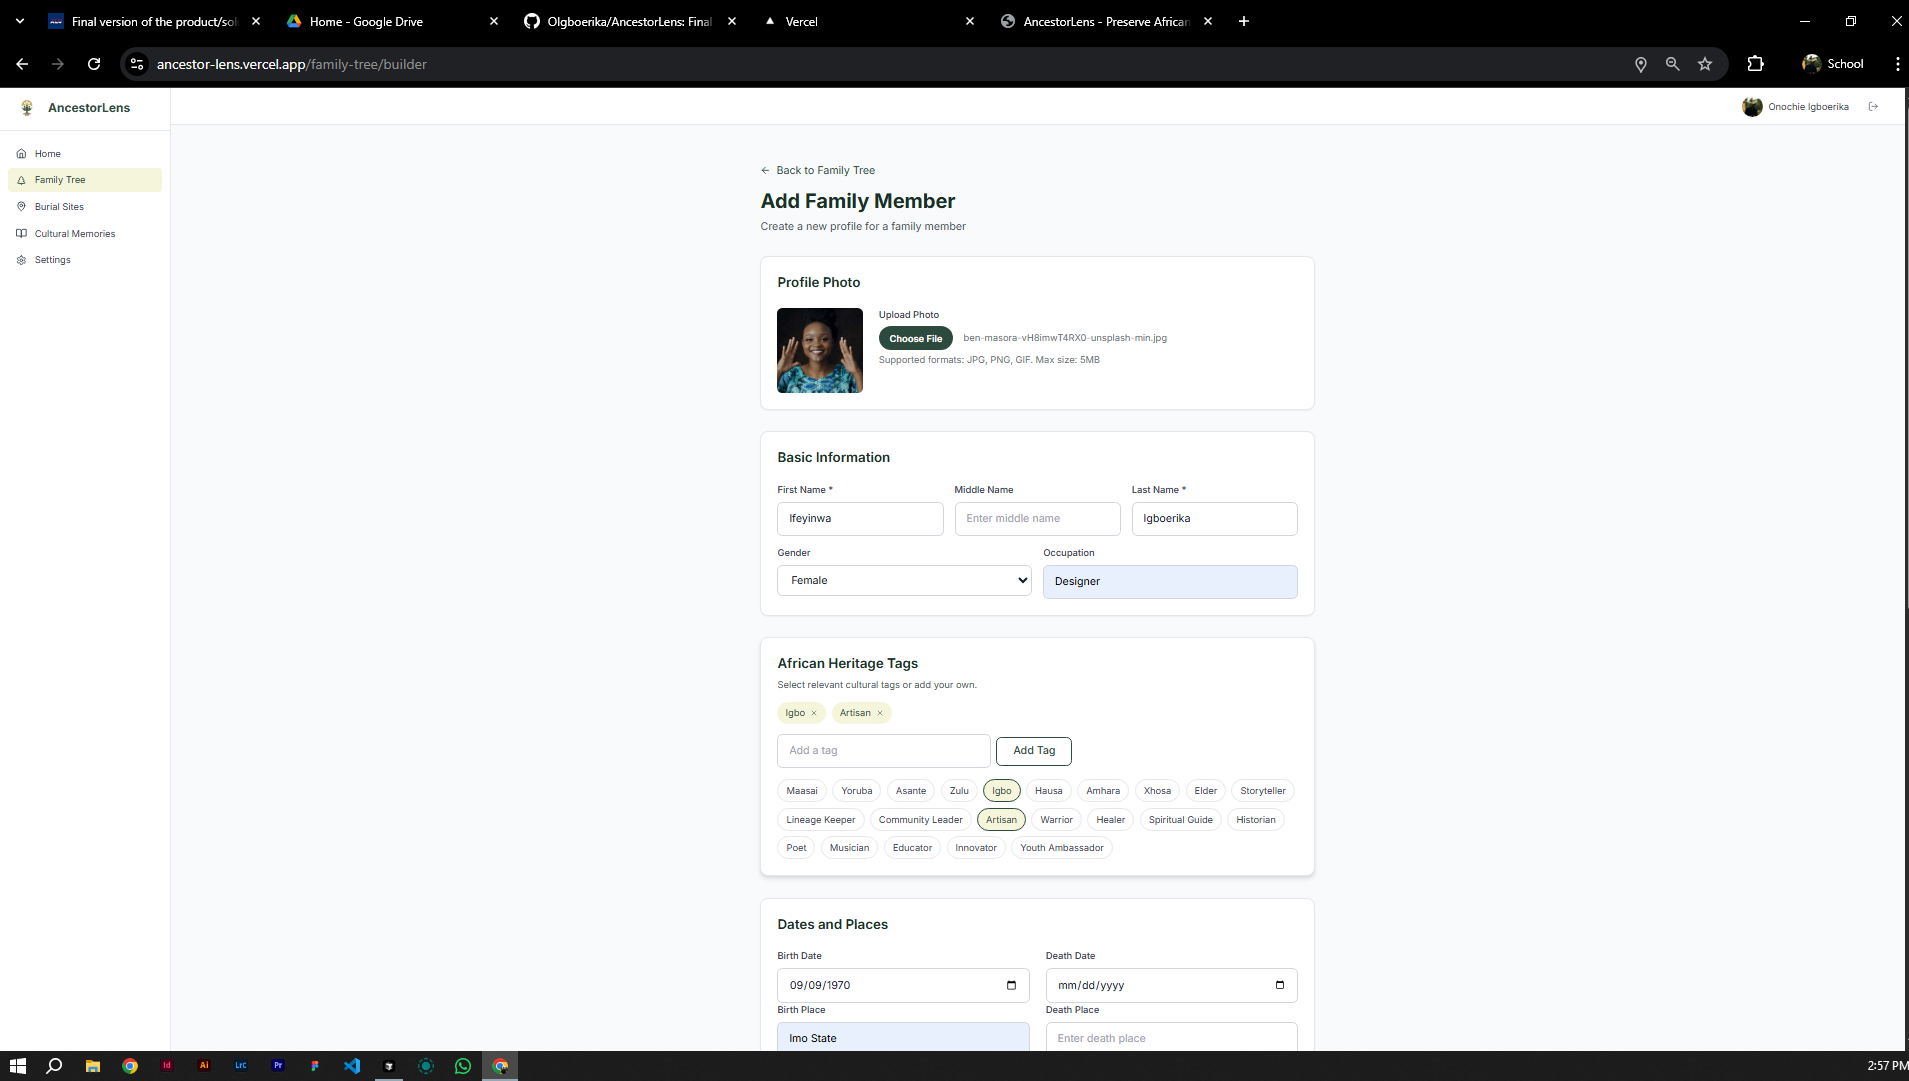 Final version of the product/sol
Home - Google Drive
OIgboerika/AncestorLens: Final
Vercel
AncestorLens - Preserve African
ancestor-lens.vercel.app/family-tree/builder
School
AncestorLens
Onochie Igboerika
Home
Family Tree
Burial Sites
Cultural Memories
Settings
Back to Family Tree
Add Family Member
Create a new profile for a family member
Profile Photo
Upload Photo
Choose File ben-masora-vH8imwT4RX0-unsplash-min.jpg
Supported formats: JPG, PNG, GIF. Max size: 5MB
Basic Information
First Name * Middle Name Last Name *
Ifeyinwa Enter middle name Igboerika
Gender Occupation
Female Designer
African Heritage Tags
Select relevant cultural tags or add your own.
Igbo × Artisan ×
Add a tag Add Tag
Maasai Yoruba Asante Zulu Igbo Hausa Amhara Xhosa Elder Storyteller
Lineage Keeper Community Leader Artisan Warrior Healer Spiritual Guide Historian
Poet Musician Educator Innovator Youth Ambassador
Dates and Places
Birth Date Death Date
09/09/1970 mm/dd/yyyy
Birth Place Death Place
Imo State Enter death place
Id Ai LrC Pr
2:57 PM